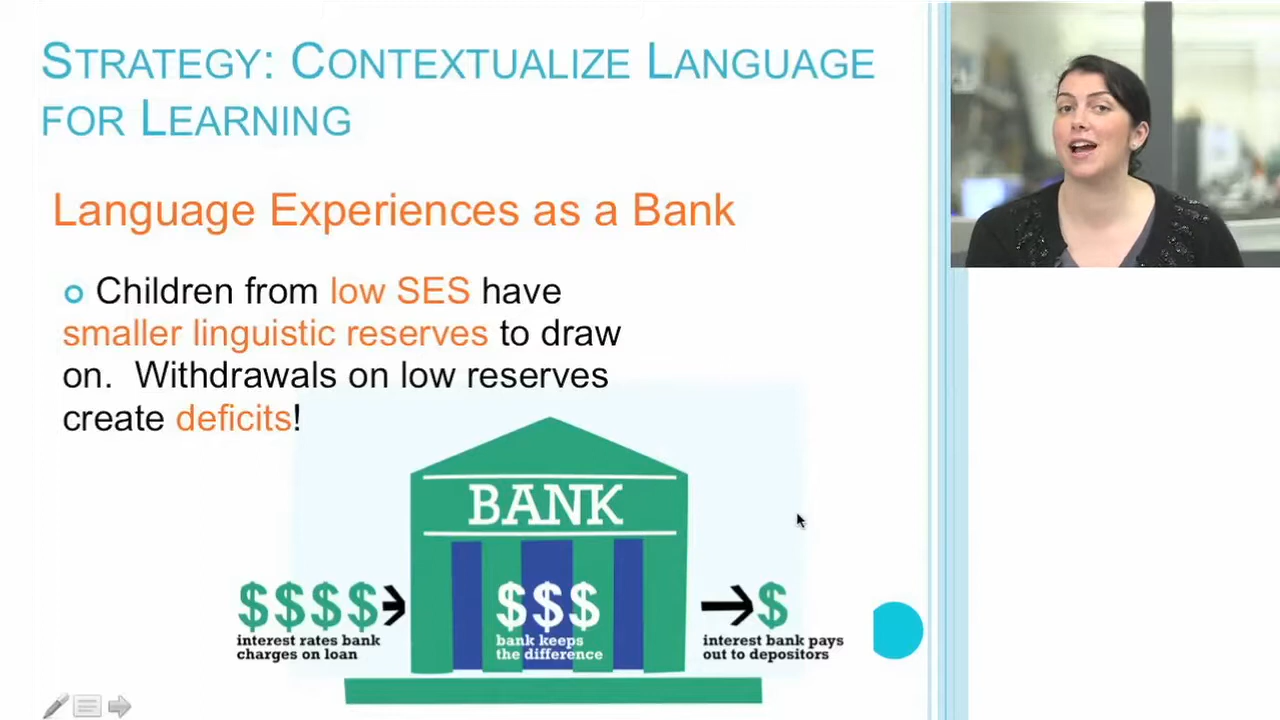 STRATEGY: CONTEXTUALIZE LANGUAGE
FOR LEARNING
Language Experiences as a Bank
Children from low SES have
smaller linguistic reserves to draw
on. Withdrawals on low reserves
create deficits!
BANK
$$$$
interest rates bank
charges on loan
$$$
bank keeps
the difference
$
interest bank pays
out to depositors